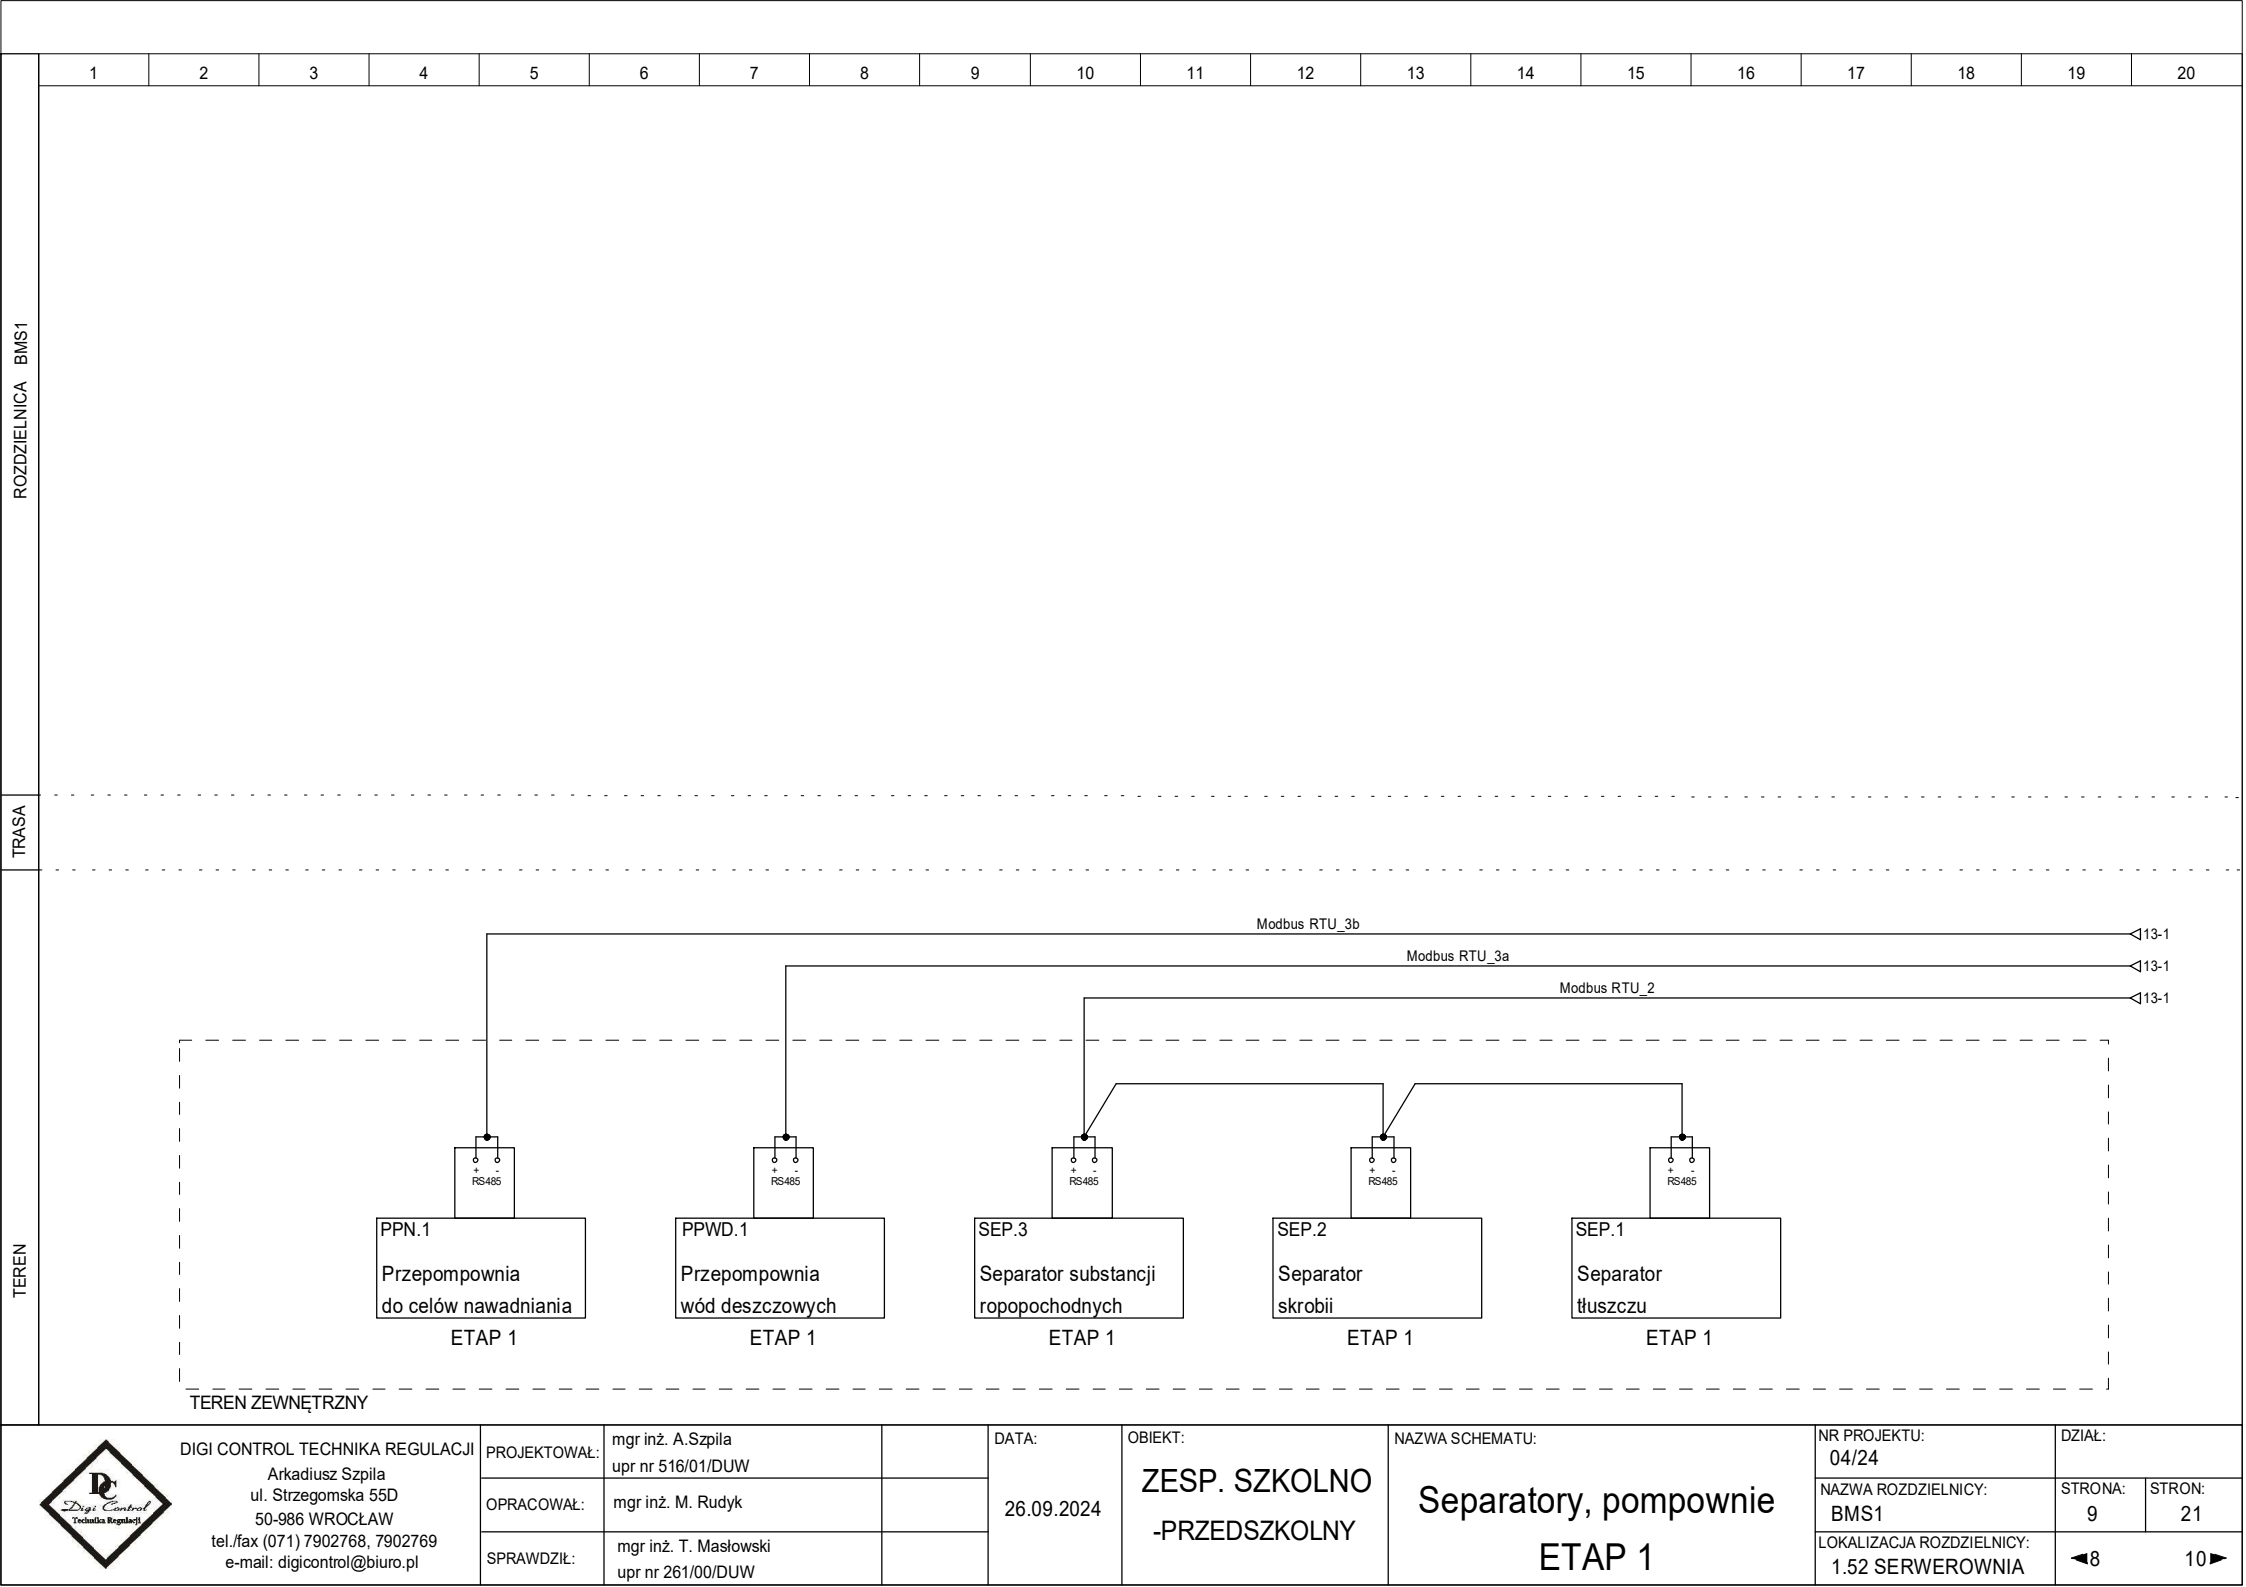 1 2 3 4 5 6 7 8 9 10 11 12 13 14 15 16 17 18 19 20
ROZDZIELNICA BMS1
TRASA
TEREN
Modbus RTU_3b
13-1
Modbus RTU_3a
13-1
Modbus RTU_2
13-1
+ - + - + - + - + -
RS485 RS485 RS485 RS485 RS485
PPN.1
Przepompownia
do celów nawadniania
ETAP 1
PPWD.1
Przepompownia
wód deszczowych
ETAP 1
SEP.3
Separator substancji
ropopochodnych
ETAP 1
SEP.2
Separator
skrobii
ETAP 1
SEP.1
Separator
tłuszczu
ETAP 1
TEREN ZEWNĘTRZNY
DC
Digi Control
Technika Regulacji
DIGI CONTROL TECHNIKA REGULACJI
Arkadiusz Szpila
ul. Strzegomska 55D
50-986 WROCŁAW
tel./fax (071) 7902768, 7902769
e-mail: digicontrol@biuro.pl
PROJEKTOWAŁ:
mgr inż. A.Szpila
upr nr 516/01/DUW
OPRACOWAŁ:
mgr inż. M. Rudyk
SPRAWDZIŁ:
mgr inż. T. Masłowski
upr nr 261/00/DUW
DATA:
26.09.2024
OBIEKT:
ZESP. SZKOLNO
-PRZEDSZKOLNY
NAZWA SCHEMATU:
Separatory, pompownie
ETAP 1
NR PROJEKTU:
04/24
NAZWA ROZDZIELNICY:
BMS1
LOKALIZACJA ROZDZIELNICY:
1.52 SERWEROWNIA
DZIAŁ:
STRONA:
9
STRON:
21
8
10